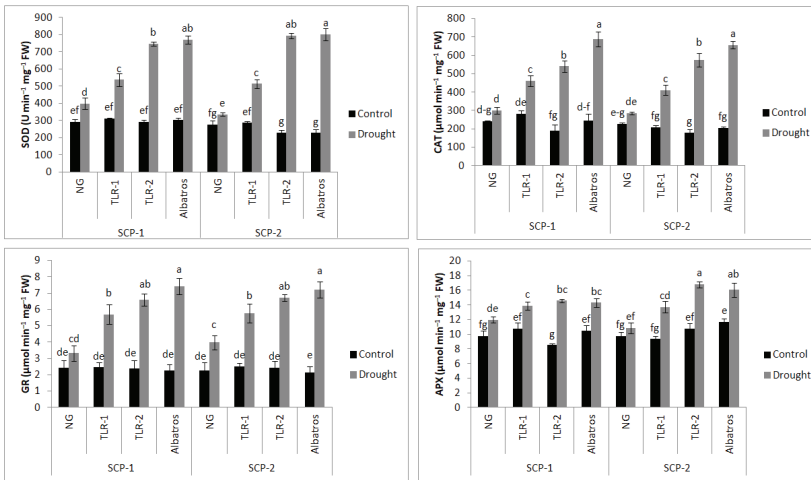 SOD (U min⁻¹ mg⁻¹ FW)
900
800
700
600
500
400
300
200
100
0
ef
d
ef
c
ef
b
ef
ab
fg
e
ef
c
g
ab
g
a
Control
Drought
NG
TLR-1
TLR-2
Albatros
NG
TLR-1
TLR-2
Albatros
SCP-1
SCP-2
CAT (µmol min⁻¹ mg⁻¹ FW)
800
700
600
500
400
300
200
100
0
d-g
d
de
c
fg
b
d-f
a
e-g
de
fg
c
g
b
fg
a
Control
Drought
NG
TLR-1
TLR-2
Albatros
NG
TLR-1
TLR-2
Albatros
SCP-1
SCP-2
GR (µmol min⁻¹ mg⁻¹ FW)
9
8
7
6
5
4
3
2
1
0
de
cd
de
b
de
ab
de
a
de
c
de
b
de
ab
e
a
Control
Drought
NG
TLR-1
TLR-2
Albatros
NG
TLR-1
TLR-2
Albatros
SCP-1
SCP-2
APX (µmol min⁻¹ mg⁻¹ FW)
20
18
16
14
12
10
8
6
4
2
0
fg
de
ef
c
g
bc
ef
bc
fg
ef
fg
cd
ef
a
e
ab
Control
Drought
NG
TLR-1
TLR-2
Albatros
NG
TLR-1
TLR-2
Albatros
SCP-1
SCP-2